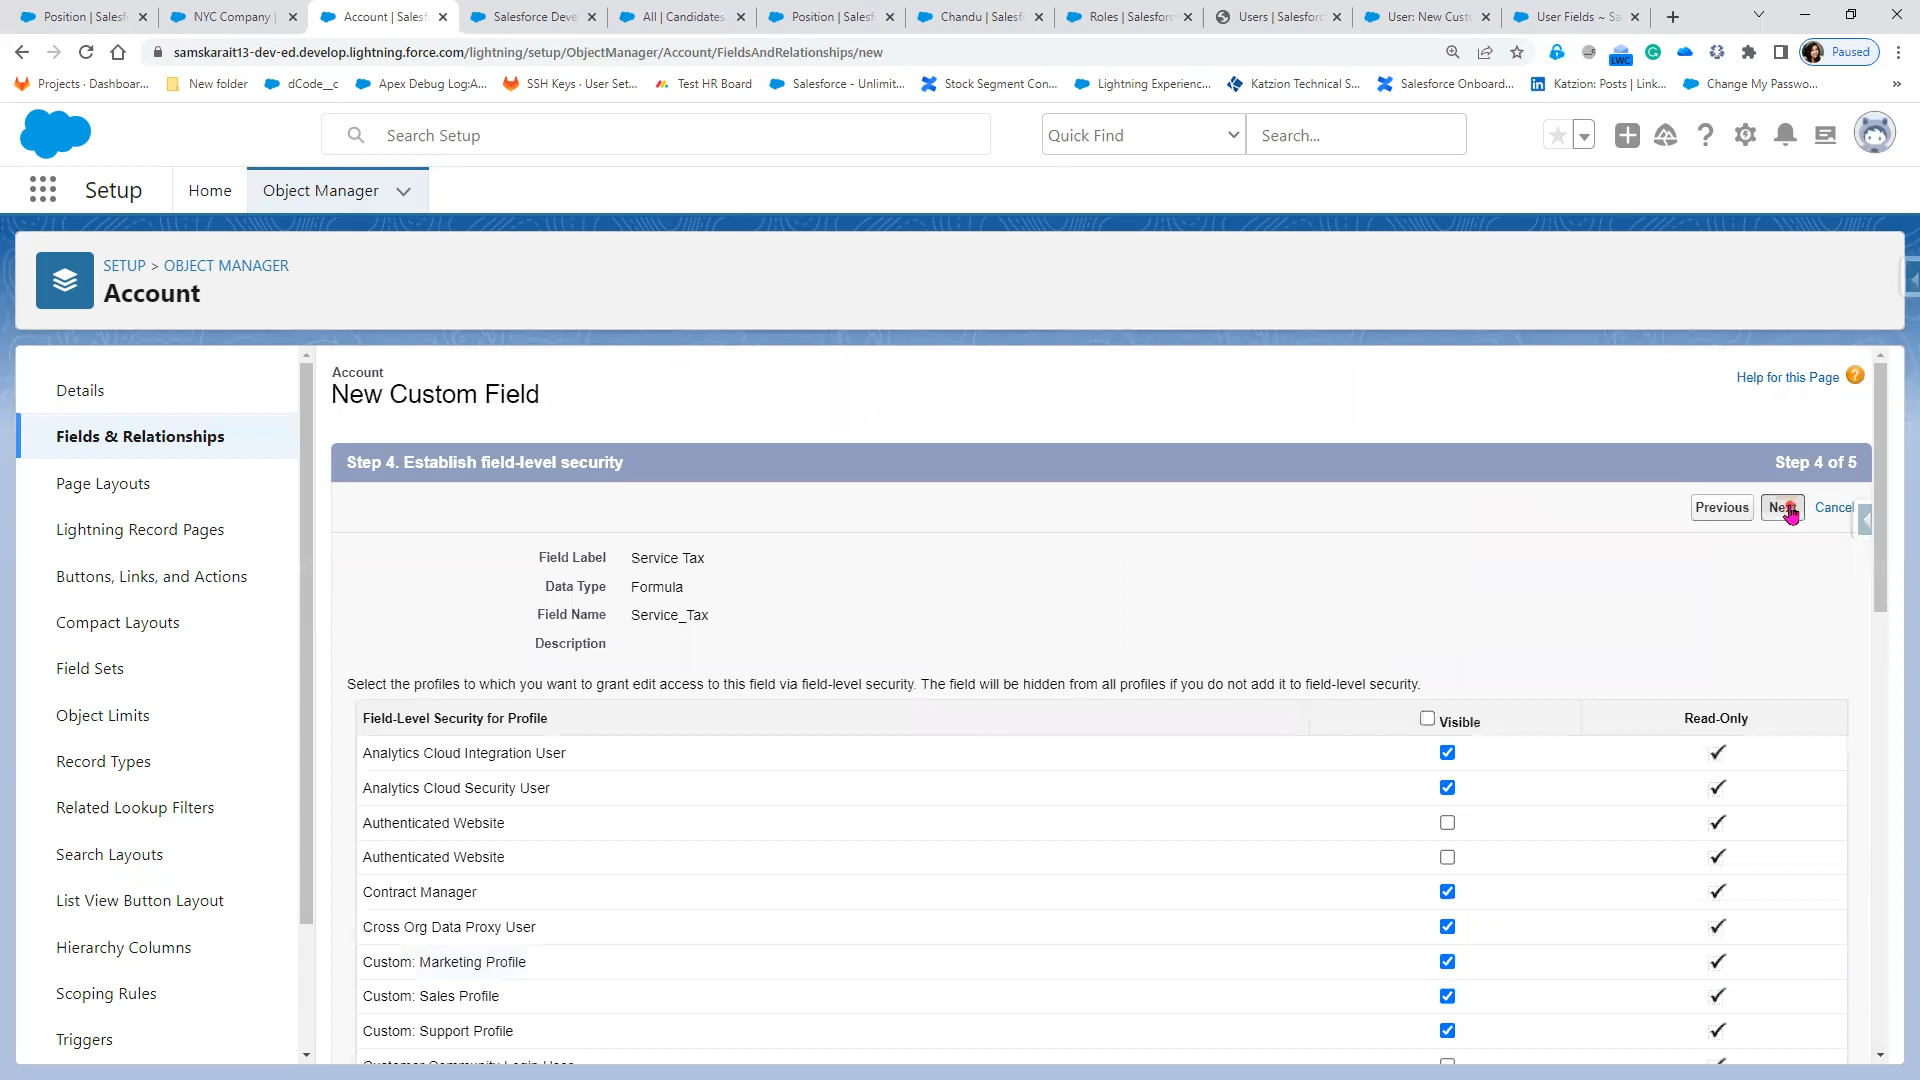 Position | Salesfo
NYC Company |
Account | Salesf
Salesforce Deve
All | Candidates
Position | Salesf
Chandu | Salesf
Roles | Salesforc
Users | Salesforc
User: New Cust
User Fields ~ Sa
samskarait13-dev-ed.develop.lightning.force.com/lightning/setup/ObjectManager/Account/FieldsAndRelationships/new
LWC
Paused
Projects · Dashboar...
New folder
dCode__c
Apex Debug Log:A...
SSH Keys · User Set...
Test HR Board
Salesforce - Unlimit...
Stock Segment Con...
Lightning Experienc...
Katzion Technical S...
Salesforce Onboard...
Katzion: Posts | Link...
Change My Passwo...
»
Search Setup
Quick Find
Search...
Setup
Home
Object Manager
SETUP > OBJECT MANAGER
Account
Details
Fields & Relationships
Page Layouts
Lightning Record Pages
Buttons, Links, and Actions
Compact Layouts
Field Sets
Object Limits
Record Types
Related Lookup Filters
Search Layouts
List View Button Layout
Hierarchy Columns
Scoping Rules
Triggers
Account
New Custom Field
Help for this Page ?
Step 4. Establish field-level security
Step 4 of 5
Previous
Next
Cancel
Field Label Service Tax
Data Type Formula
Field Name Service_Tax
Description
Select the profiles to which you want to grant edit access to this field via field-level security. The field will be hidden from all profiles if you do not add it to field-level security.
Field-Level Security for Profile Visible Read-Only
Analytics Cloud Integration User
Analytics Cloud Security User
Authenticated Website
Authenticated Website
Contract Manager
Cross Org Data Proxy User
Custom: Marketing Profile
Custom: Sales Profile
Custom: Support Profile
Customer Community Login User